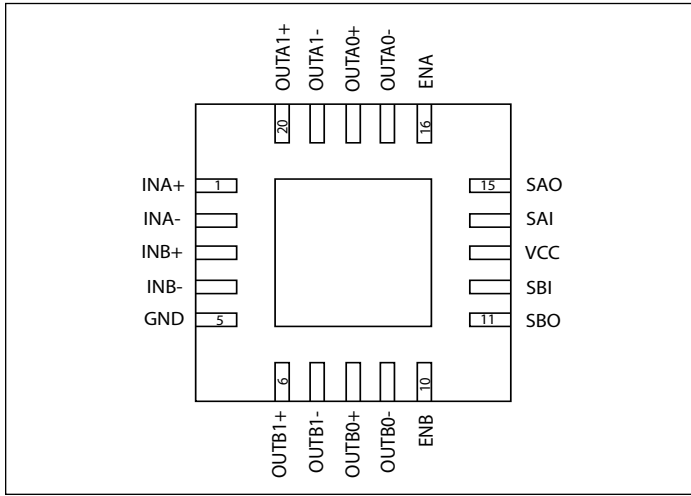 OUTA1+
OUTA1-
OUTA0+
OUTA0-
ENA
20
16
INA+
1
15
SAO
INA-
SAI
INB+
VCC
INB-
SBI
GND
5
11
SBO
6
10
OUTB1+
OUTB1-
OUTB0+
OUTB0-
ENB